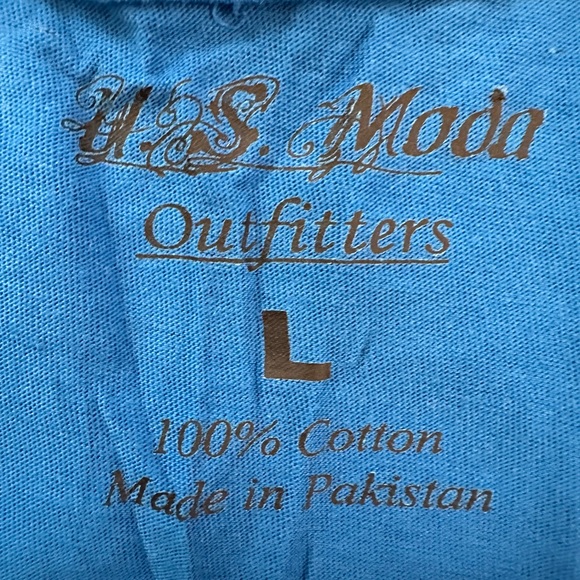 U.S. Moda
Outfitters
L
100% Cotton
Made in Pakistan